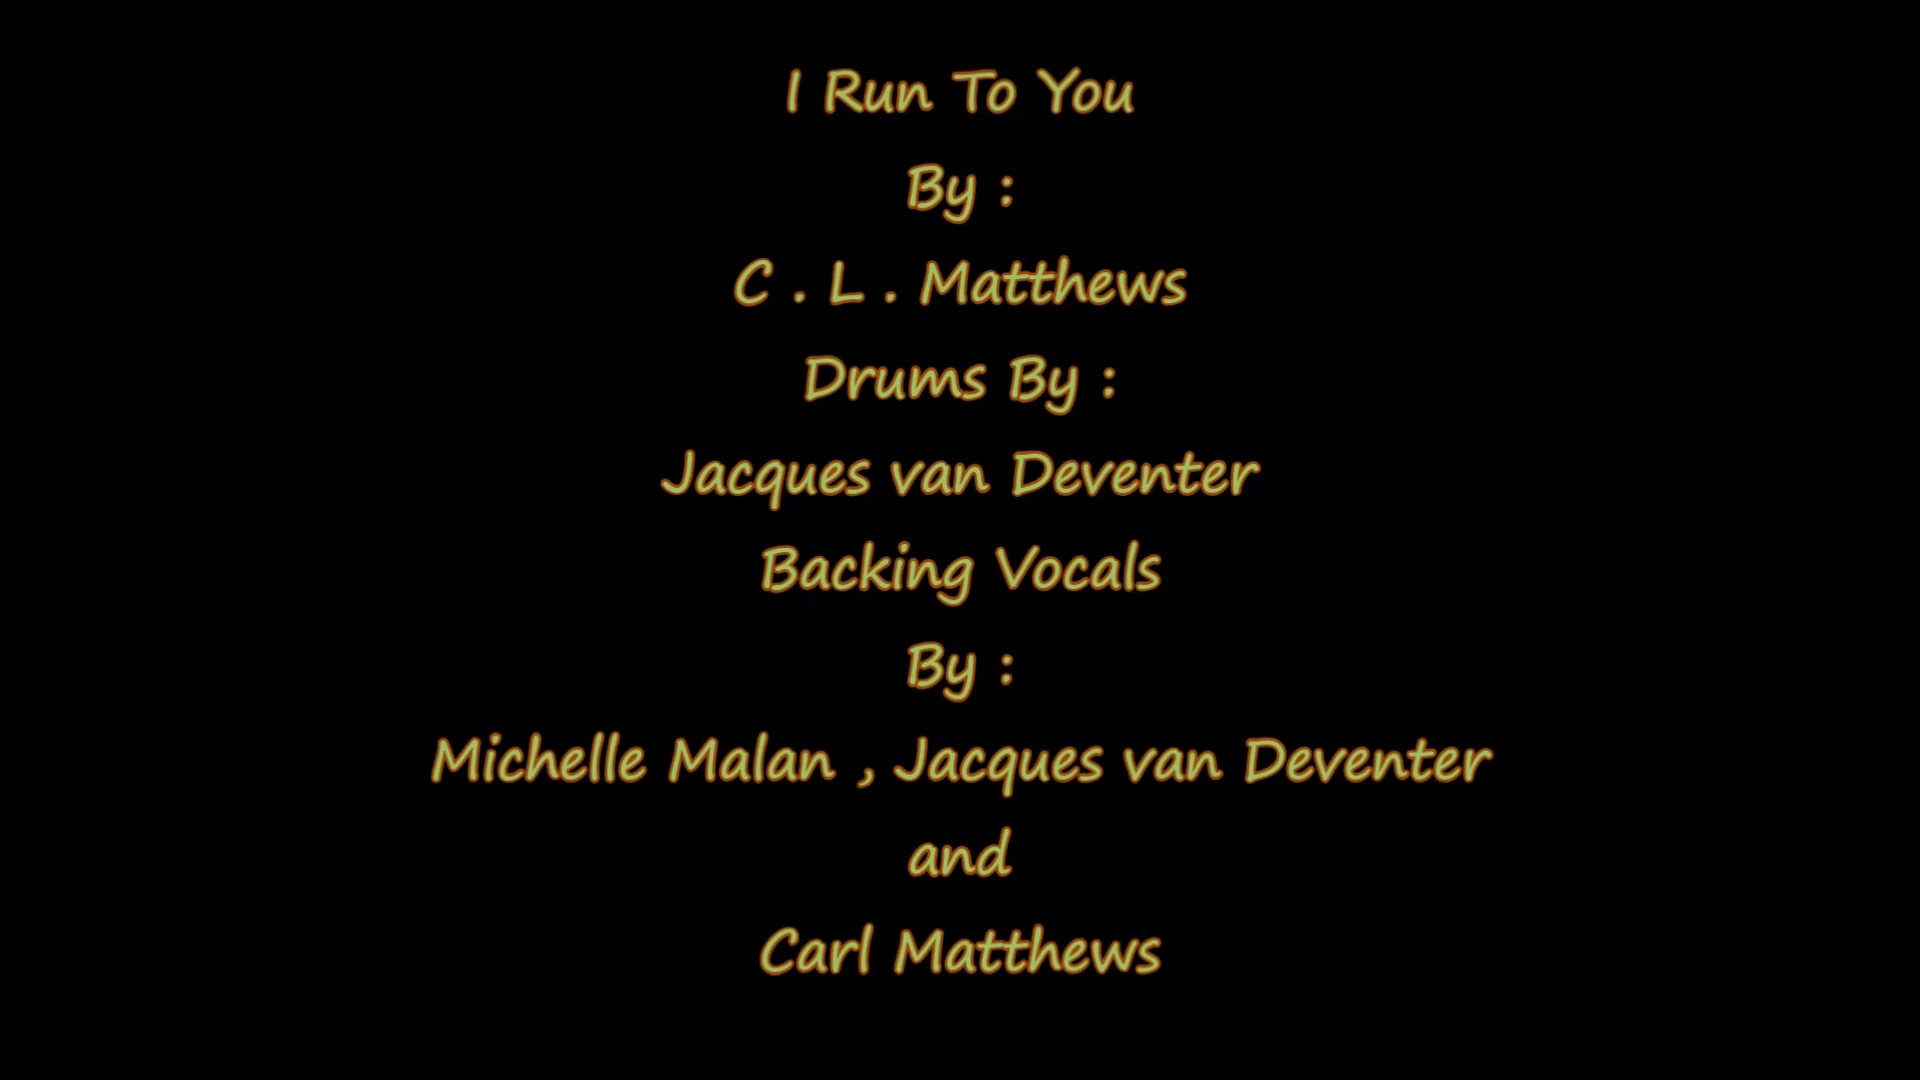 I Run To You
By :
C . L . Matthews
Drums By :
Jacques van Deventer
Backing Vocals
By :
Michelle Malan , Jacques van Deventer
and
Carl Matthews